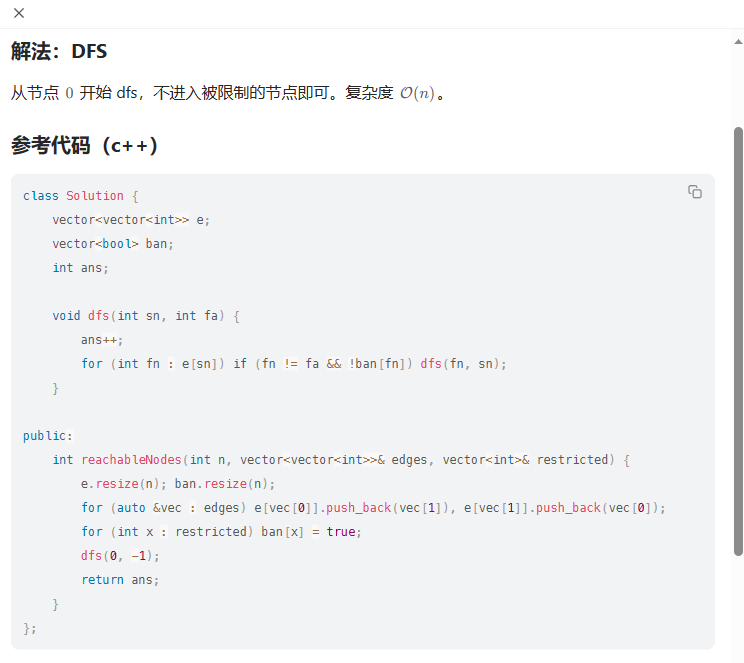 解法：DFS
从节点 0 开始 dfs，不进入被限制的节点即可。复杂度 𝒪(n)。
参考代码（c++）
class Solution {
    vector<vector<int>> e;
    vector<bool> ban;
    int ans;

    void dfs(int sn, int fa) {
        ans++;
        for (int fn : e[sn]) if (fn != fa && !ban[fn]) dfs(fn, sn);
    }

public:
    int reachableNodes(int n, vector<vector<int>>& edges, vector<int>& restricted) {
        e.resize(n); ban.resize(n);
        for (auto &vec : edges) e[vec[0]].push_back(vec[1]), e[vec[1]].push_back(vec[0]);
        for (int x : restricted) ban[x] = true;
        dfs(0, -1);
        return ans;
    }
};